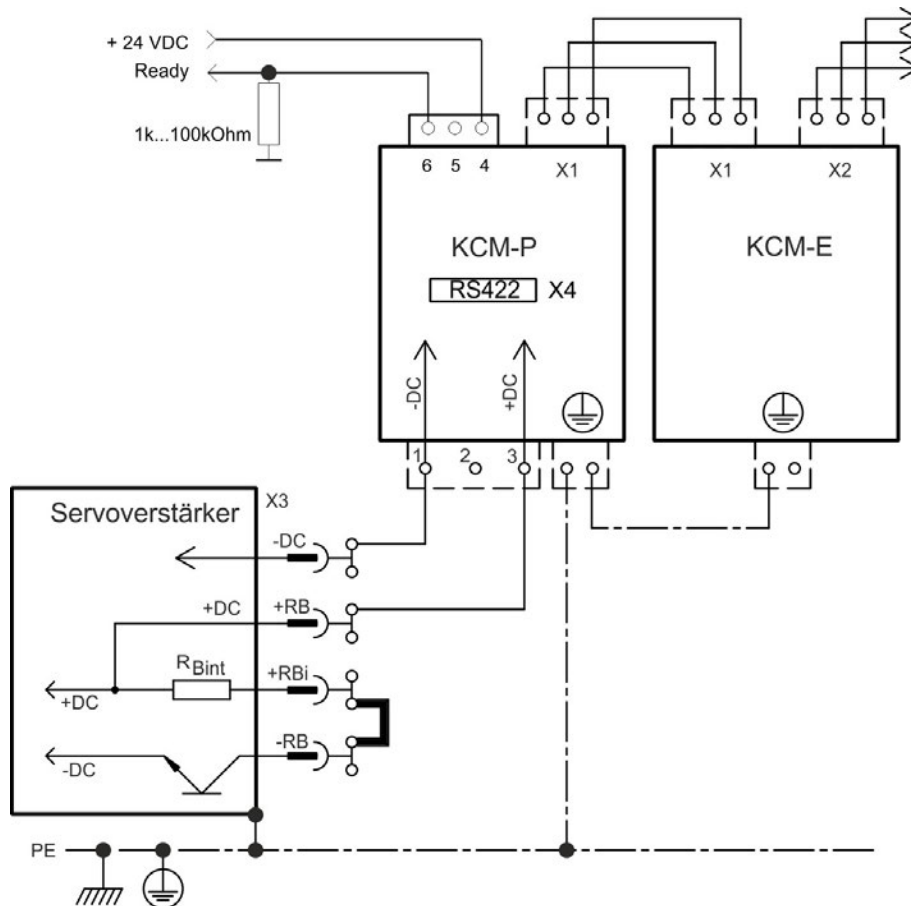 + 24 VDC
Ready
1k...100kOhm
6 5 4
X1
X1
X2
KCM-P
KCM-E
RS422
X4
-DC
+DC
1
2
3
Servoverstärker
X3
-DC
+DC
+RB
RBint
+RBi
+DC
-RB
-DC
PE